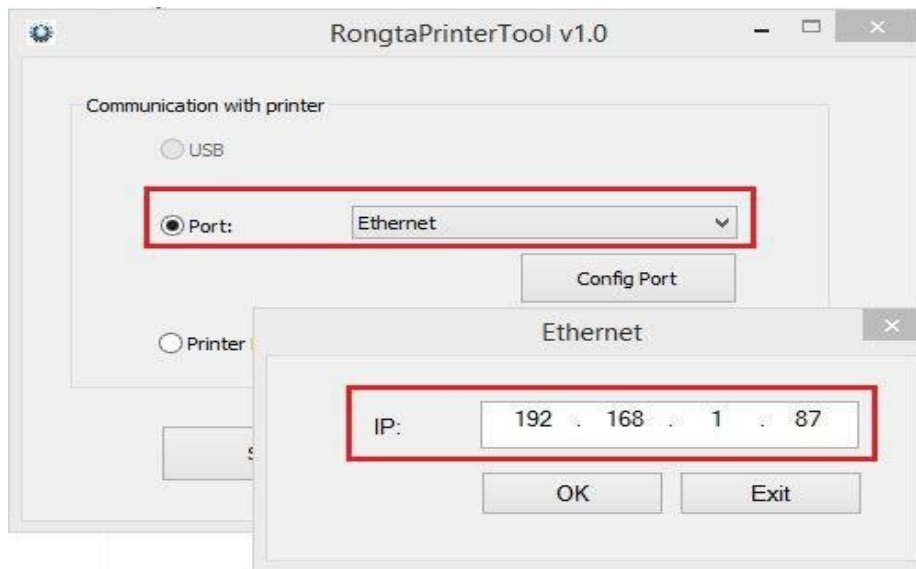 RongtaPrinterTool v1.0
Communication with printer
USB
Port: Ethernet
Config Port
Printer
Ethernet
IP: 192 . 168 . 1 . 87
OK Exit